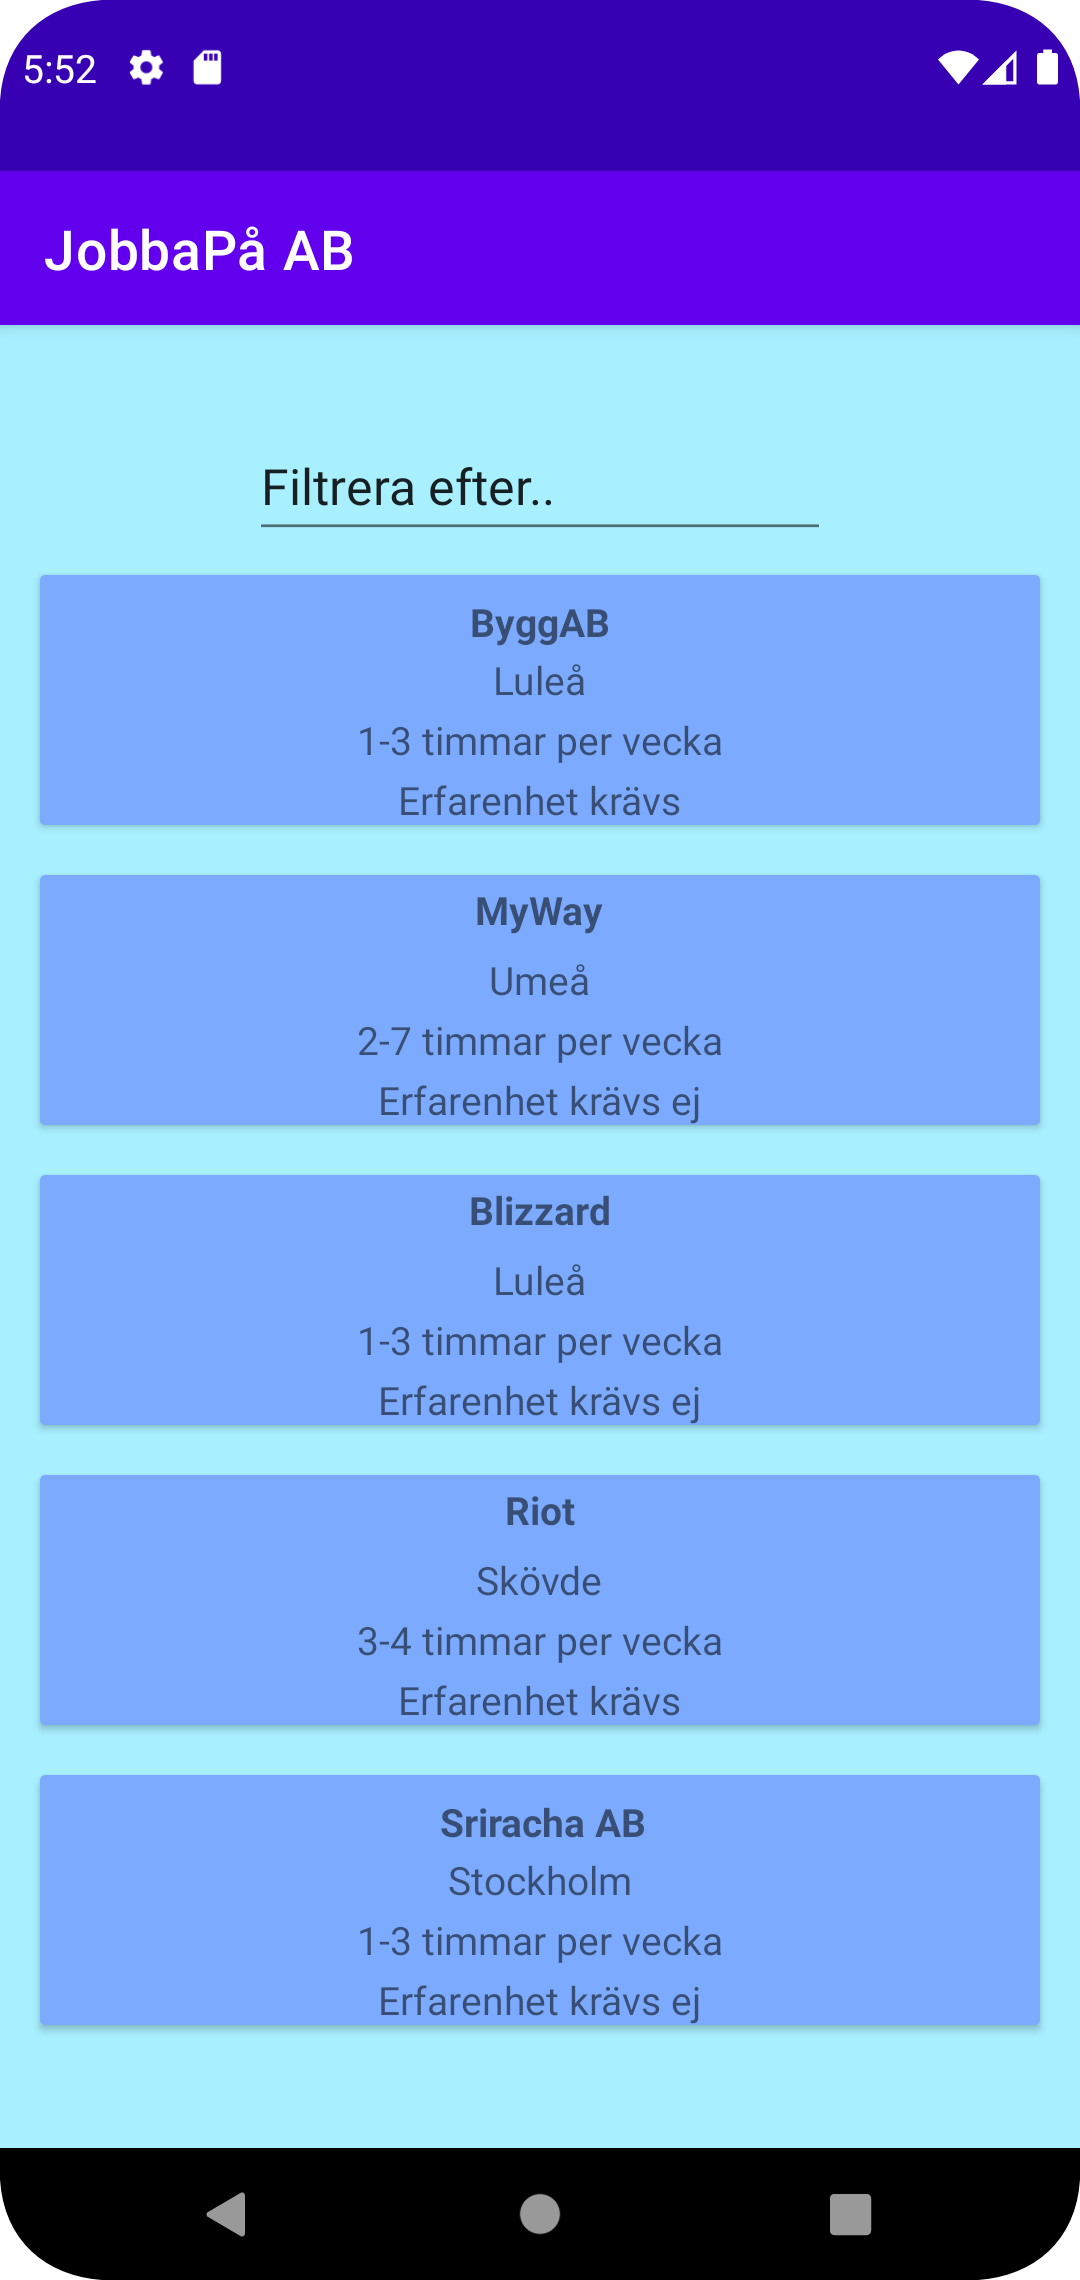 5:52
JobbaPå AB
Filtrera efter..
ByggAB
Luleå
1-3 timmar per vecka
Erfarenhet krävs
MyWay
Umeå
2-7 timmar per vecka
Erfarenhet krävs ej
Blizzard
Luleå
1-3 timmar per vecka
Erfarenhet krävs ej
Riot
Skövde
3-4 timmar per vecka
Erfarenhet krävs
Sriracha AB
Stockholm
1-3 timmar per vecka
Erfarenhet krävs ej